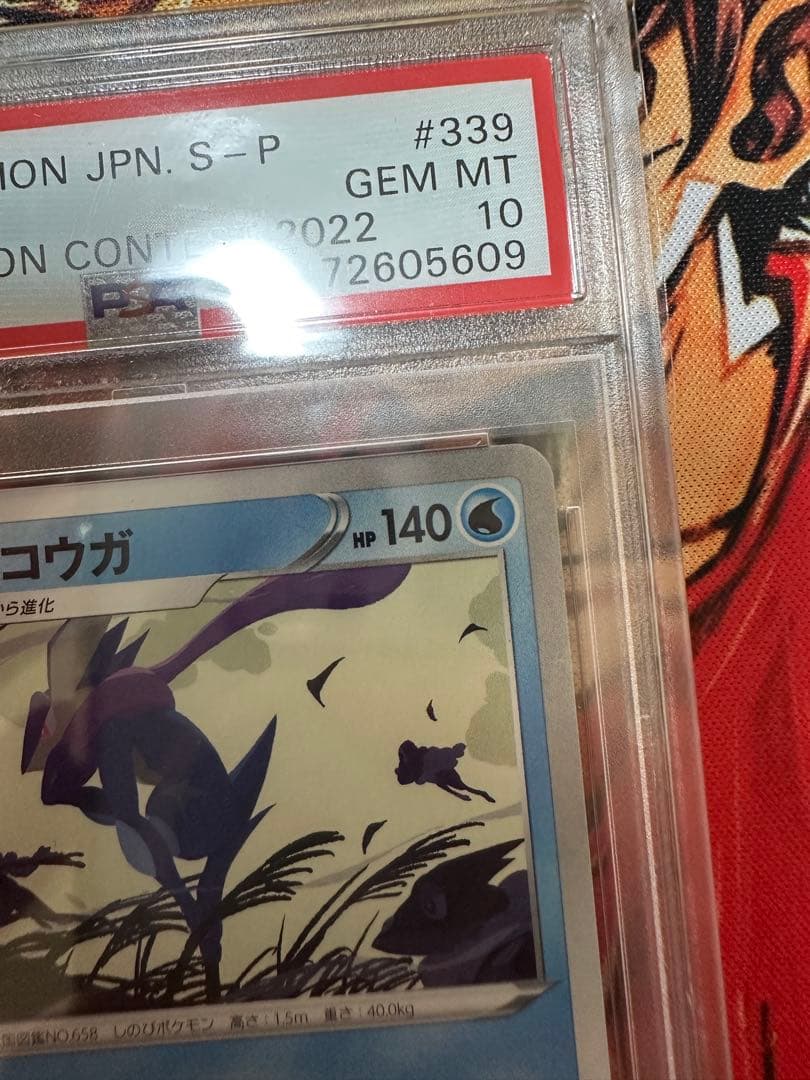 MON JPN. S-P #339
GEM MT
ON CONTEST 2022 10
PSA 72605609
コウガ HP 140
から進化
全国図鑑NO.658 しのびポケモン 高さ:1.5m 重さ:40.0kg